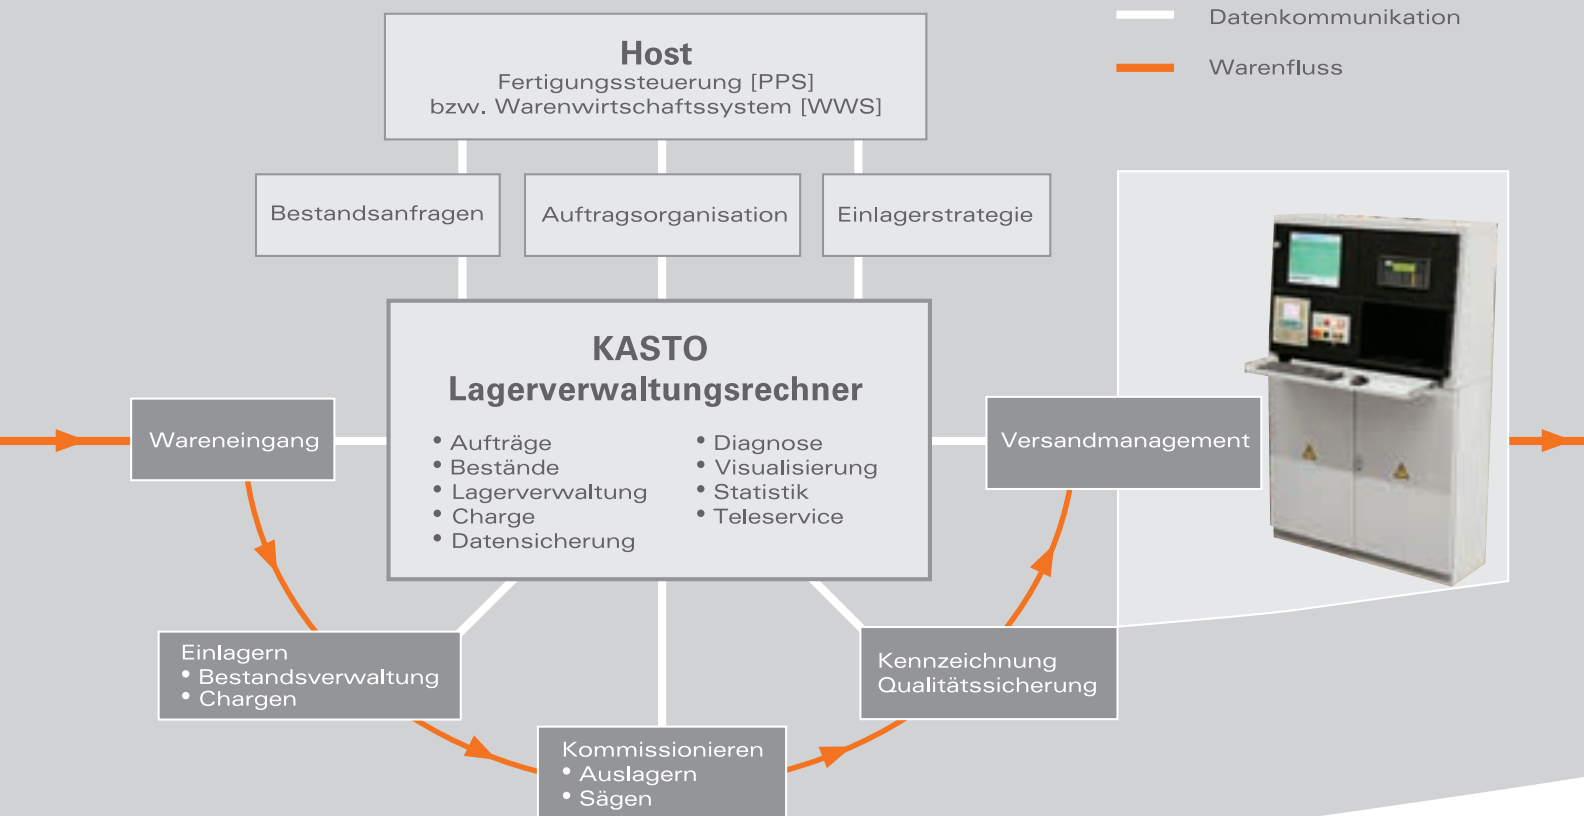 Datenkommunikation
Warenfluss
Host
Fertigungssteuerung [PPS]
bzw. Warenwirtschaftssystem [WWS]
Bestandsanfragen
Auftragsorganisation
Einlagerstrategie
KASTO
Lagerverwaltungsrechner
• Aufträge
• Bestände
• Lagerverwaltung
• Charge
• Datensicherung
• Diagnose
• Visualisierung
• Statistik
• Teleservice
Wareneingang
Versandmanagement
Einlagern
• Bestandsverwaltung
• Chargen
Kommissionieren
• Auslagern
• Sägen
Kennzeichnung
Qualitätssicherung